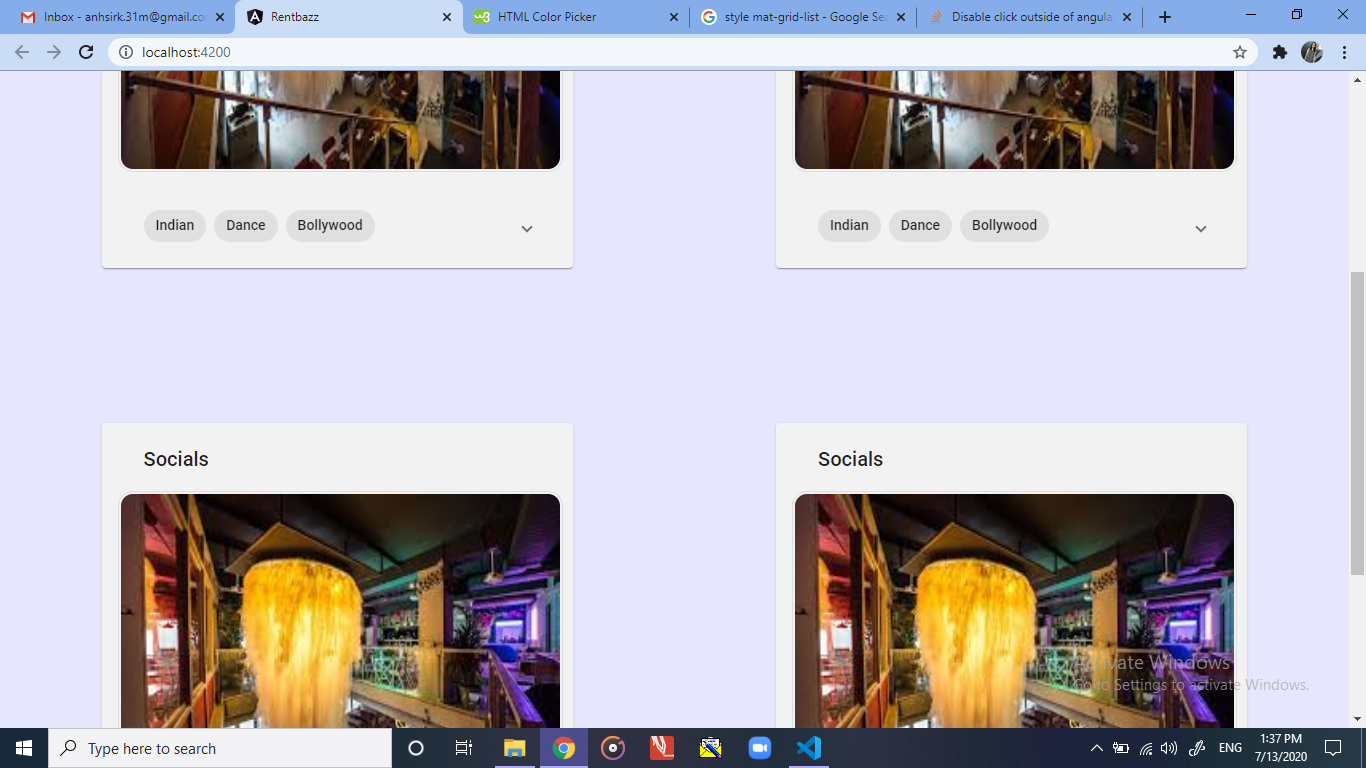 Inbox - anhsirk.31m@gmail.co
Rentbazz
HTML Color Picker
style mat-grid-list - Google Sea
Disable click outside of angula
localhost:4200
Indian Dance Bollywood
Indian Dance Bollywood
Socials
Socials
Activate Windows
Go to Settings to activate Windows.
Type here to search
ENG
1:37 PM
7/13/2020